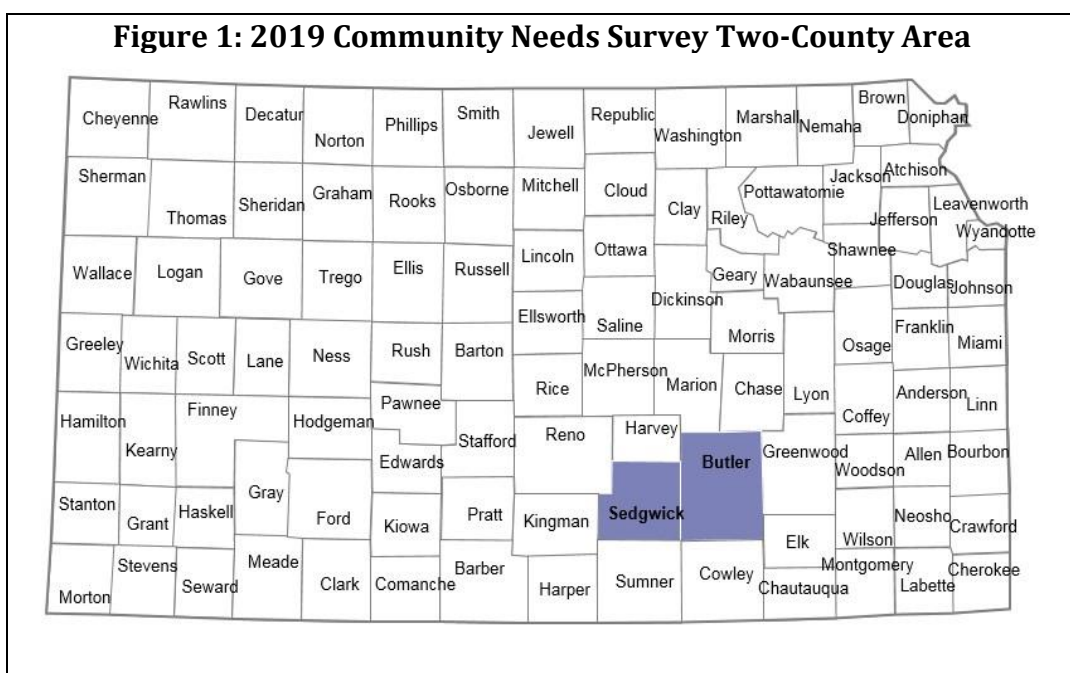 Figure 1: 2019 Community Needs Survey Two-County Area
Cheyenne
Rawlins
Decatur
Norton
Phillips
Smith
Jewell
Republic
Washington
Marshall
Nemaha
Brown
Doniphan
Sherman
Thomas
Sheridan
Graham
Rooks
Osborne
Mitchell
Cloud
Clay
Riley
Pottawatomie
Jackson
Atchison
Jefferson
Leavenworth
Wyandotte
Wallace
Logan
Gove
Trego
Ellis
Russell
Lincoln
Ottawa
Geary
Wabaunsee
Shawnee
Douglas
Johnson
Dickinson
Ellsworth
Saline
Morris
Osage
Franklin
Miami
Greeley
Wichita
Scott
Lane
Ness
Rush
Barton
Rice
McPherson
Marion
Chase
Lyon
Coffey
Anderson
Linn
Hamilton
Kearny
Finney
Hodgeman
Pawnee
Stafford
Edwards
Reno
Harvey
Butler
Greenwood
Woodson
Allen
Bourbon
Stanton
Grant
Haskell
Gray
Ford
Kiowa
Pratt
Kingman
Sedgwick
Elk
Wilson
Neosho
Crawford
Morton
Stevens
Seward
Meade
Clark
Comanche
Barber
Harper
Sumner
Cowley
Chautauqua
Montgomery
Labette
Cherokee